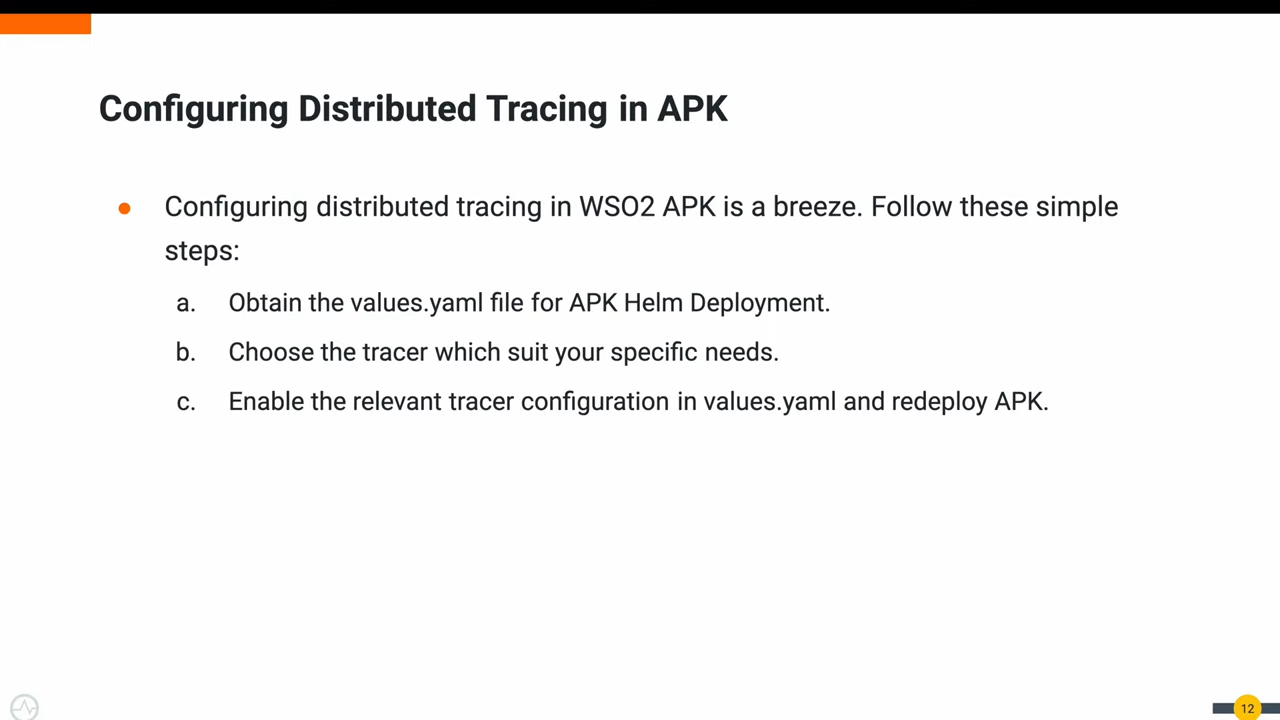 Configuring Distributed Tracing in APK
● Configuring distributed tracing in WSO2 APK is a breeze. Follow these simple
steps:
a. Obtain the values.yaml file for APK Helm Deployment.
b. Choose the tracer which suit your specific needs.
c. Enable the relevant tracer configuration in values.yaml and redeploy APK.
12